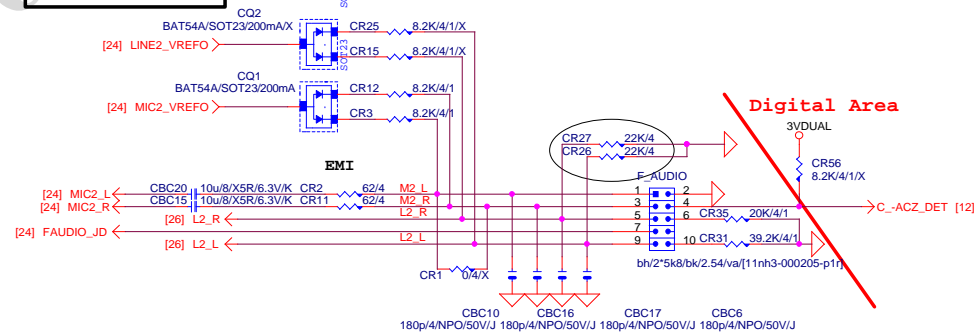 CQ2
BAT54A/SOT23/200mA/X
[24] LINE2_VREFO
SOT23
CR25 8.2K/4/1/X
CR15 8.2K/4/1/X
CQ1
BAT54A/SOT23/200mA
[24] MIC2_VREFO
CR12 8.2K/4/1
CR3 8.2K/4/1
Digital Area
3VDUAL
CR56
8.2K/4/1/X
CR27 22K/4
CR26 22K/4
EMI
F_AUDIO
[24] MIC2_L CBC20 10u/8/X5R/6.3V/K CR2 62/4 M2_L 1 2
[24] MIC2_R CBC15 10u/8/X5R/6.3V/K CR11 62/4 M2_R 3 4 C_-ACZ_DET [12]
[26] L2_R L2_R 5 6 CR35 20K/4/1
[24] FAUDIO_JD 7
[26] L2_L L2_L 9 10 CR31 39.2K/4/1
bh/2*5k8/bk/2.54/va/[11nh3-000205-p1r]
CR1 0/4/X
CBC10 CBC16 CBC17 CBC6
180p/4/NPO/50V/J 180p/4/NPO/50V/J 180p/4/NPO/50V/J 180p/4/NPO/50V/J